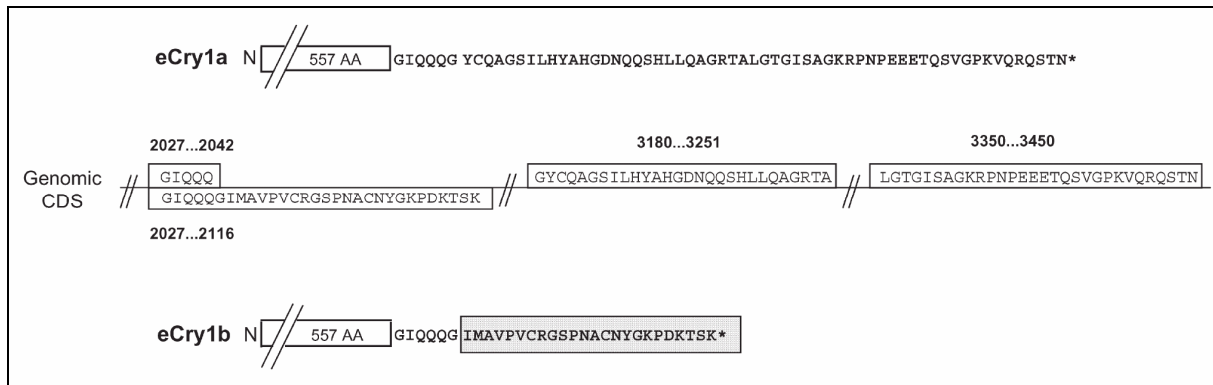 eCry1a N 557 AA GIQQQG YCQAGSILHYAHGDNQQSHLLQAGRTALGTGISAGKRPNPEEETQSVGPKVQRQSTN*
2027...2042 3180...3251 3350...3450
Genomic CDS // GIQQQ // GYCQAGSILHYAHGDNQQSHLLQAGRTA // LGTGISAGKRPNPEEETQSVGPKVQRQSTN
GIQQQGIMAVPVCRGSPNACNYGKPDKTSK
2027...2116
eCry1b N 557 AA GIQQQG IMAVPVCRGSPNACNYGKPDKTSK*